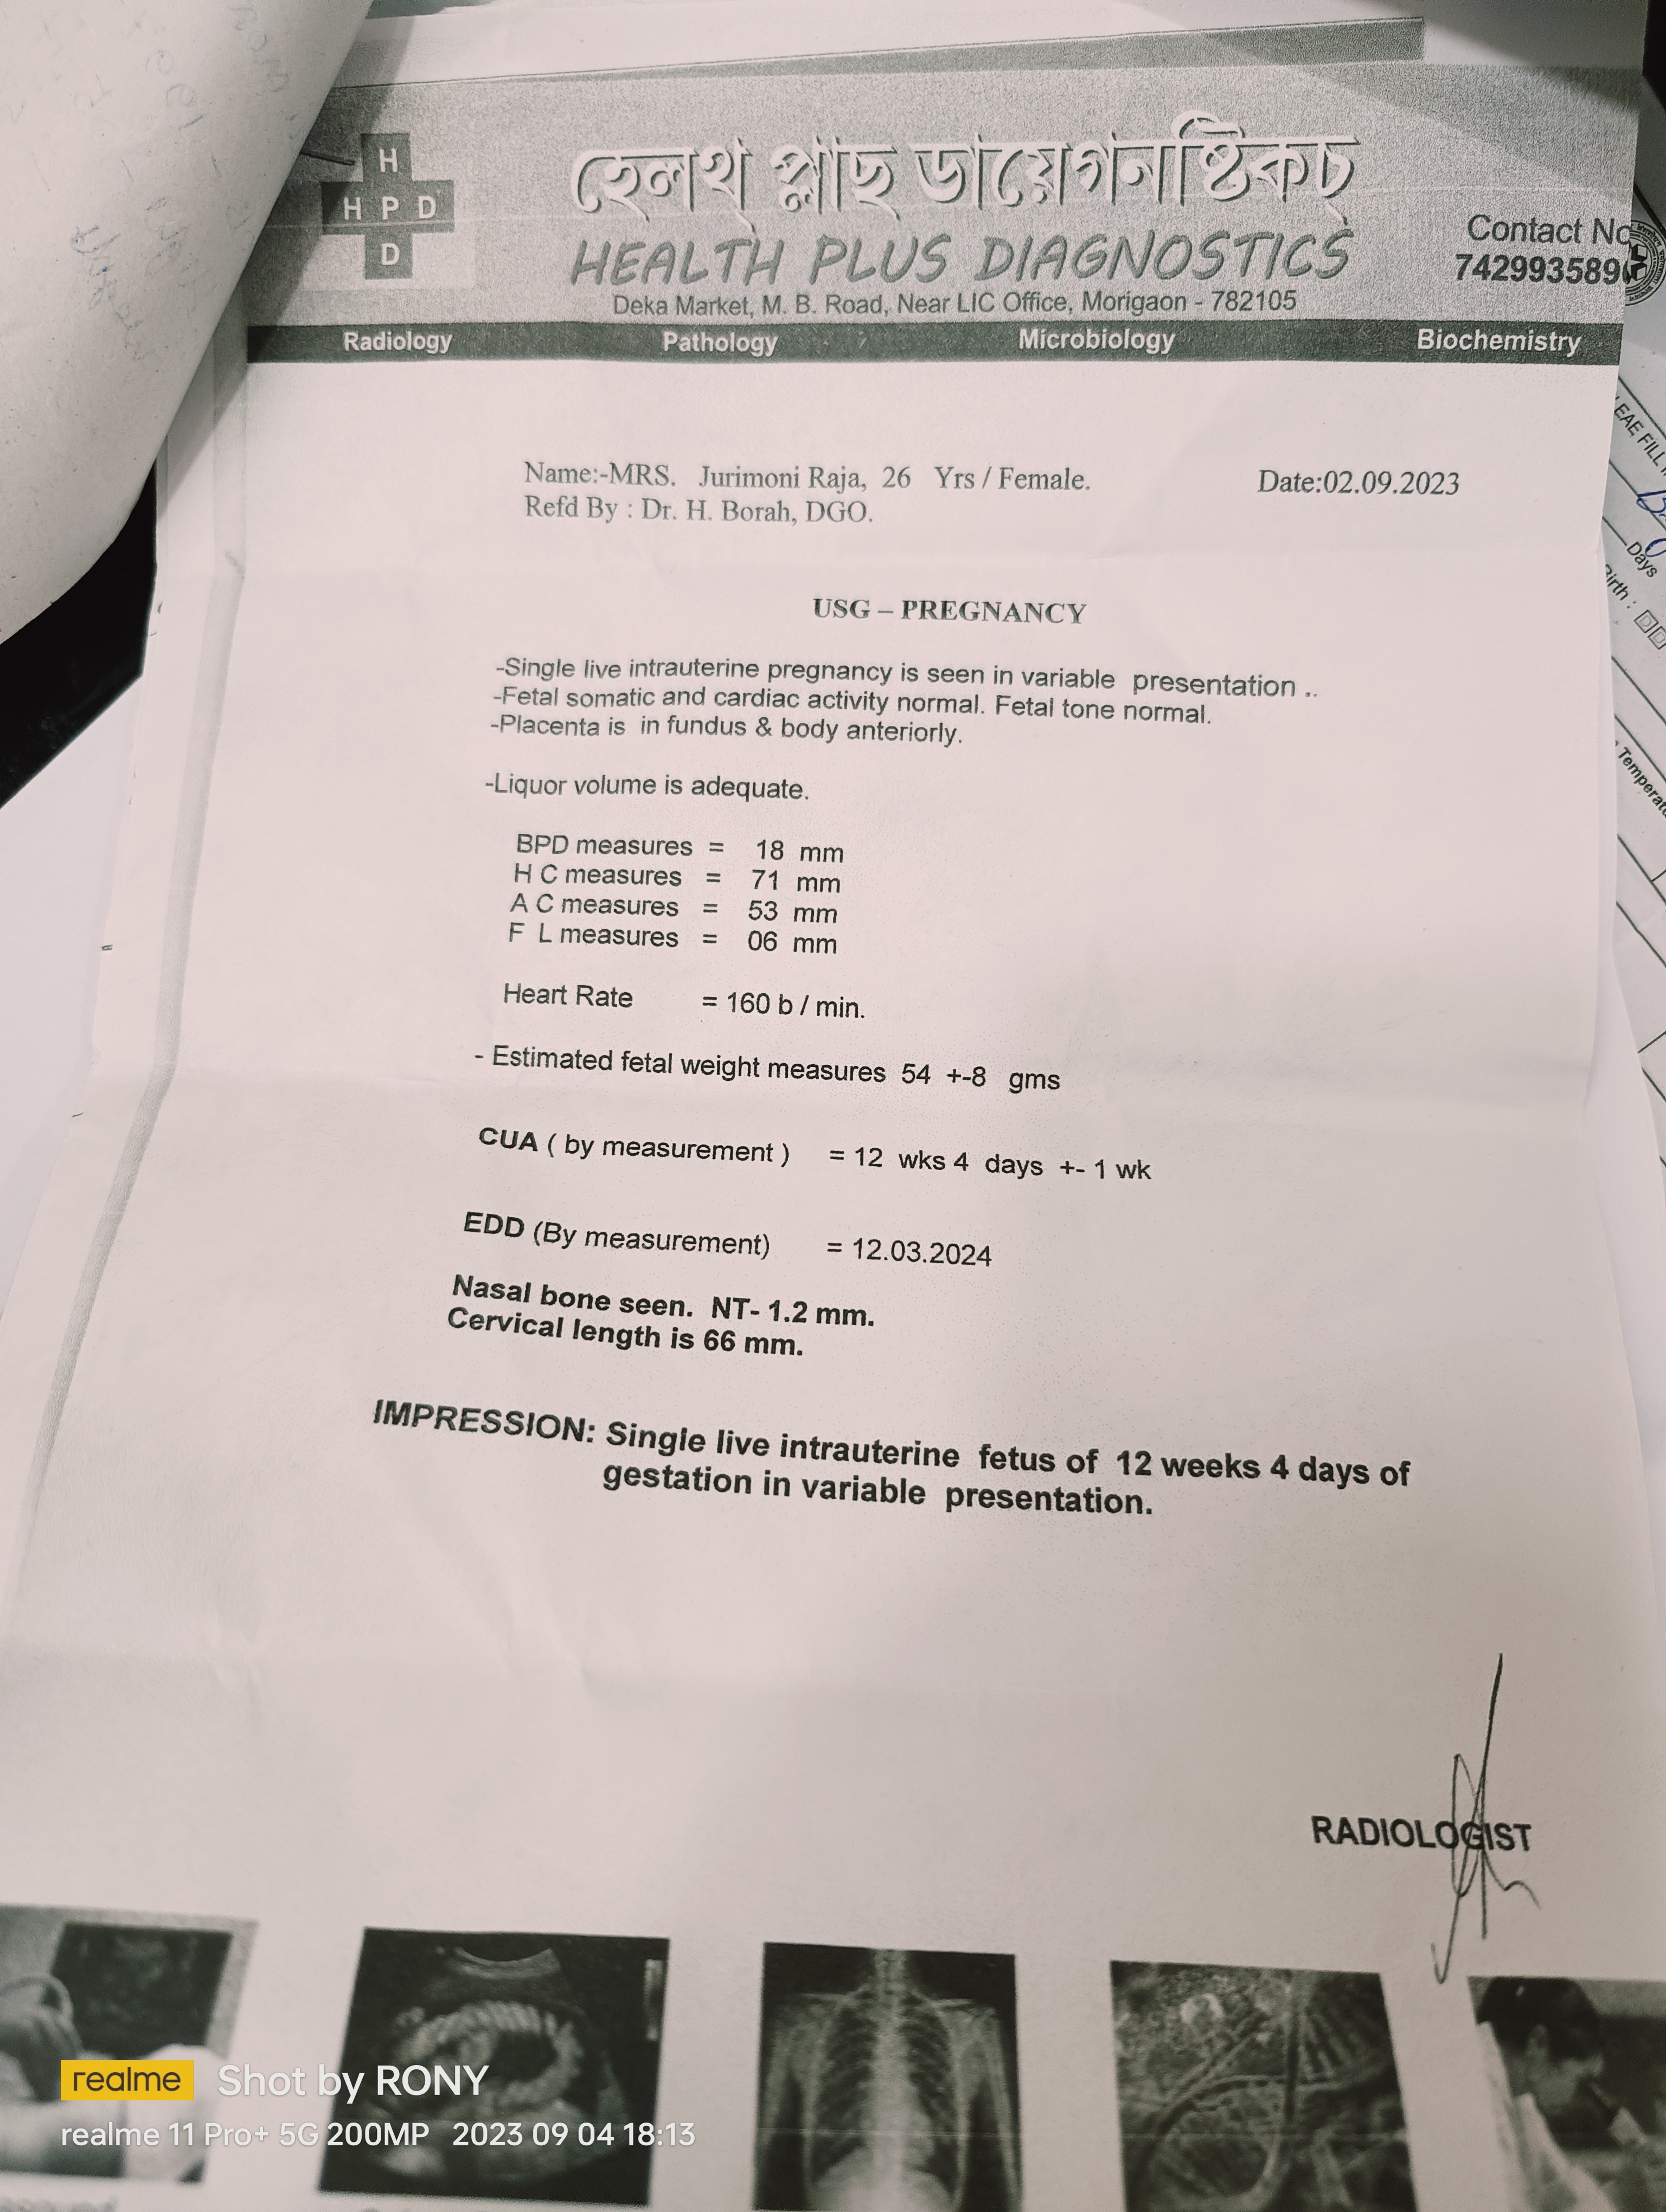 H
H P D
D
হেলথ্ প্লাছ ডায়েগনষ্টিকচ্
HEALTH PLUS DIAGNOSTICS
Deka Market, M. B. Road, Near LIC Office, Morigaon - 782105
Contact No
742993589
Radiology Pathology Microbiology Biochemistry
Name:-MRS. Jurimoni Raja, 26 Yrs / Female. Date:02.09.2023
Refd By : Dr. H. Borah, DGO.
USG – PREGNANCY
-Single live intrauterine pregnancy is seen in variable presentation ..
-Fetal somatic and cardiac activity normal. Fetal tone normal.
-Placenta is in fundus & body anteriorly.
-Liquor volume is adequate.
BPD measures = 18 mm
H C measures = 71 mm
A C measures = 53 mm
F L measures = 06 mm
Heart Rate = 160 b / min.
- Estimated fetal weight measures 54 +-8 gms
CUA ( by measurement ) = 12 wks 4 days +- 1 wk
EDD (By measurement) = 12.03.2024
Nasal bone seen. NT- 1.2 mm.
Cervical length is 66 mm.
IMPRESSION: Single live intrauterine fetus of 12 weeks 4 days of
gestation in variable presentation.
RADIOLOGIST
EAE FILL
Days
Birth :
Temperat
realme Shot by RONY
realme 11 Pro+ 5G 200MP 2023 09 04 18:13